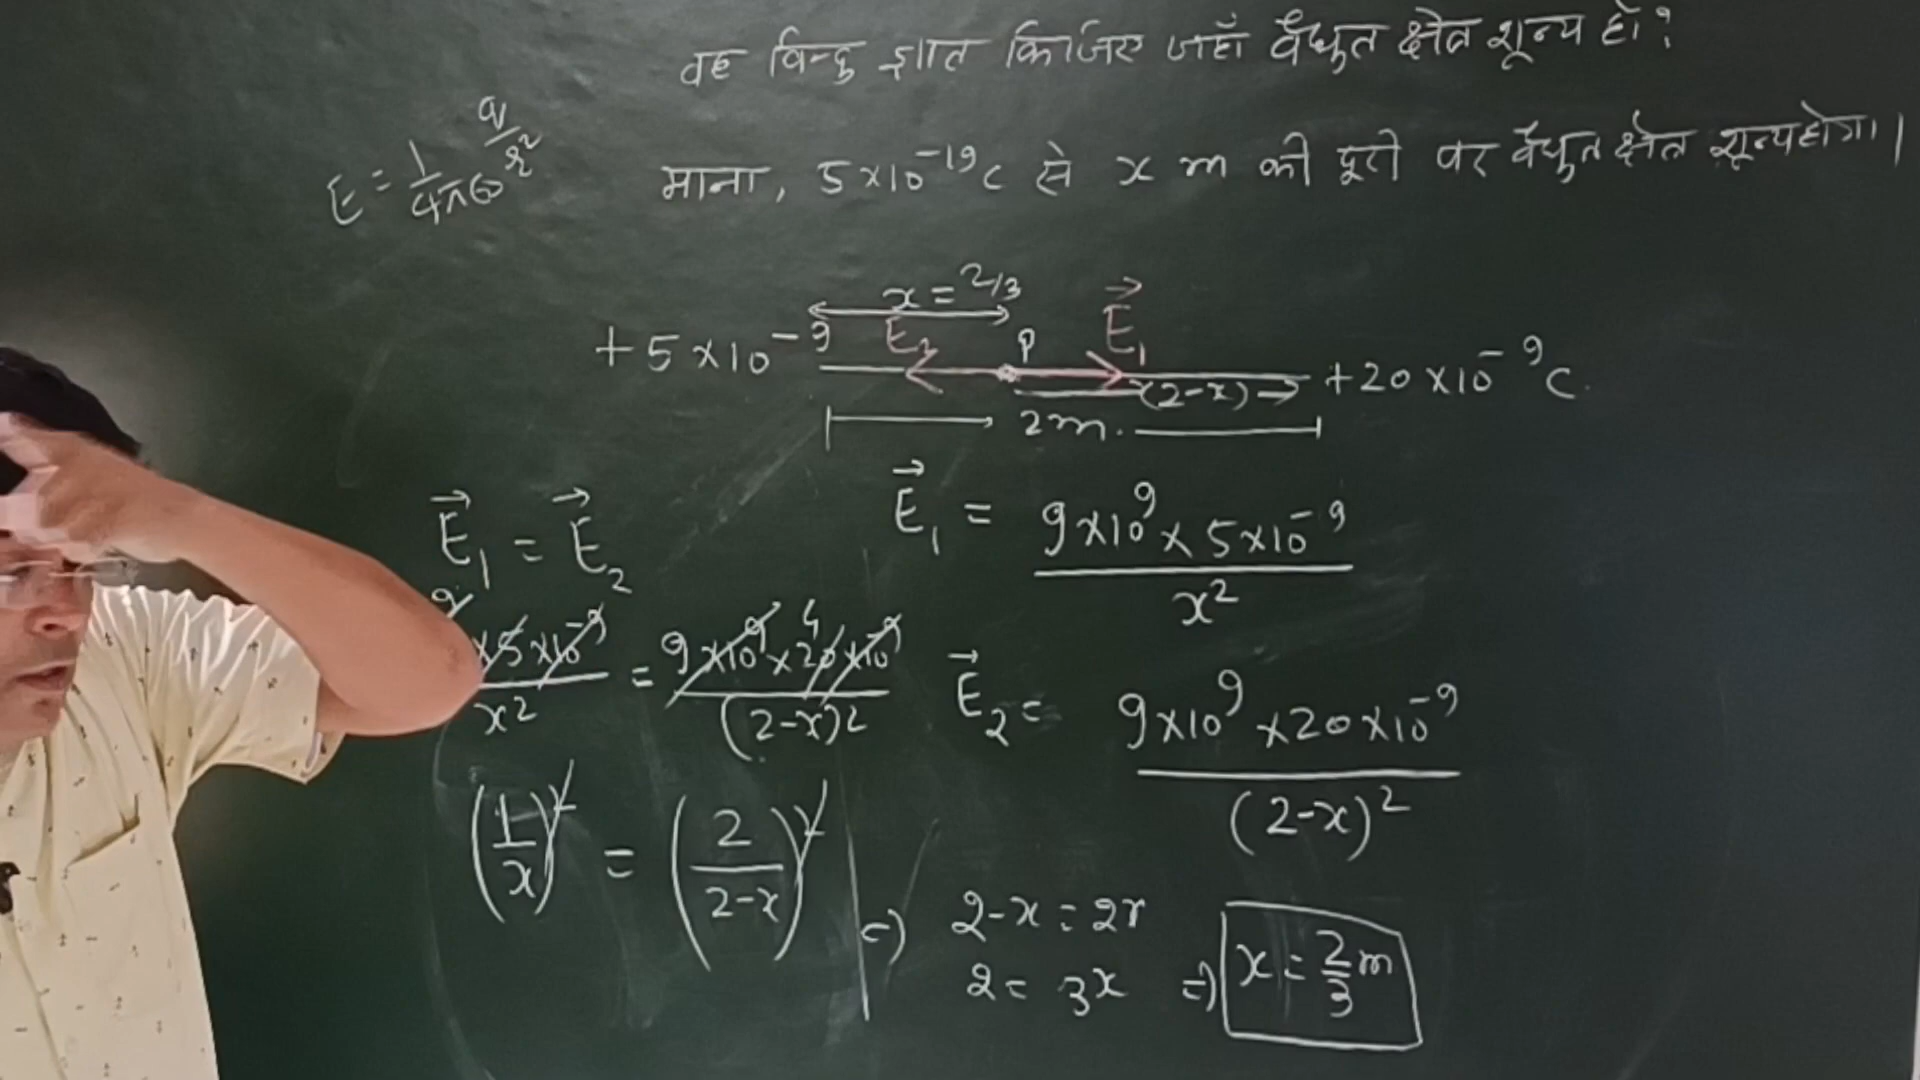 वह विन्दु ज्ञात किजिए जहाँ वैधुत क्षेत्र शून्य हो ?
E = 1/4π∈0 q/r²
माना, 5×10⁻¹⁹C से x m की दूरी पर वैधुत क्षेत्र शून्य होगा।
x = 2/3
+5×10⁻⁹ E₂ P E₁ +20×10⁻⁹C
(2-x)
2m.
E₁ = E₂
E₁ = 9×10⁹×5×10⁻⁹ / x²
×5×10⁻⁹ / x² = 9×10⁹×20×10⁻⁹ / (2-x)²
4
E₂ = 9×10⁹×20×10⁻⁹ / (2-x)²
(1/x)² = (2/2-x)²
=) 2-x = 2x
2 = 3x =) x = 2/3 m